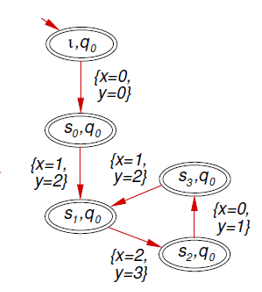 ι,q0
{x=0,
y=0}
s0,q0
{x=1,
y=2}
{x=1,
y=2}
s3,q0
s1,q0
{x=0,
y=1}
{x=2,
y=3}
s2,q0